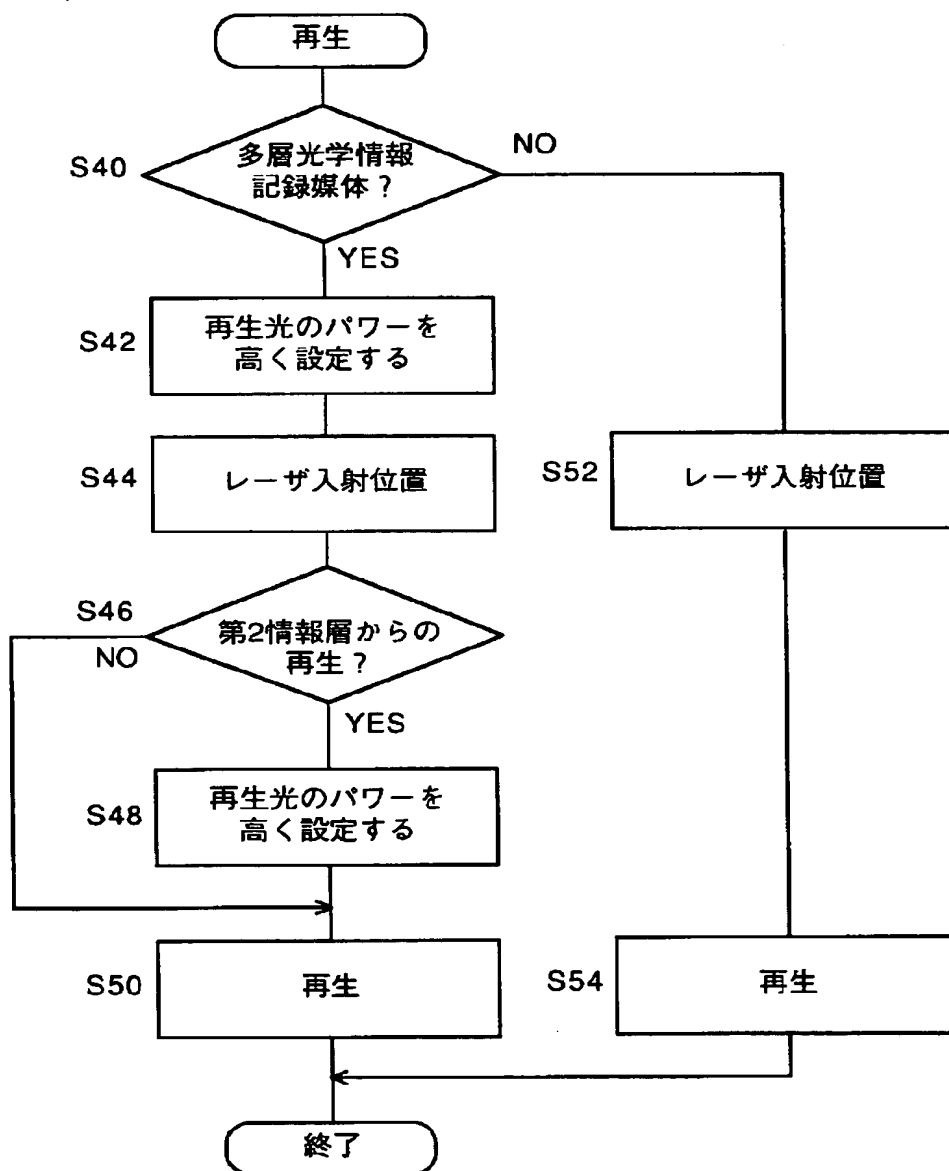 再生
S40
多層光学情報
記録媒体？
NO
YES
S42
再生光のパワーを
高く設定する
S44
レーザ入射位置
S52
レーザ入射位置
S46
NO
第2情報層からの
再生？
YES
S48
再生光のパワーを
高く設定する
S50
再生
S54
再生
終了